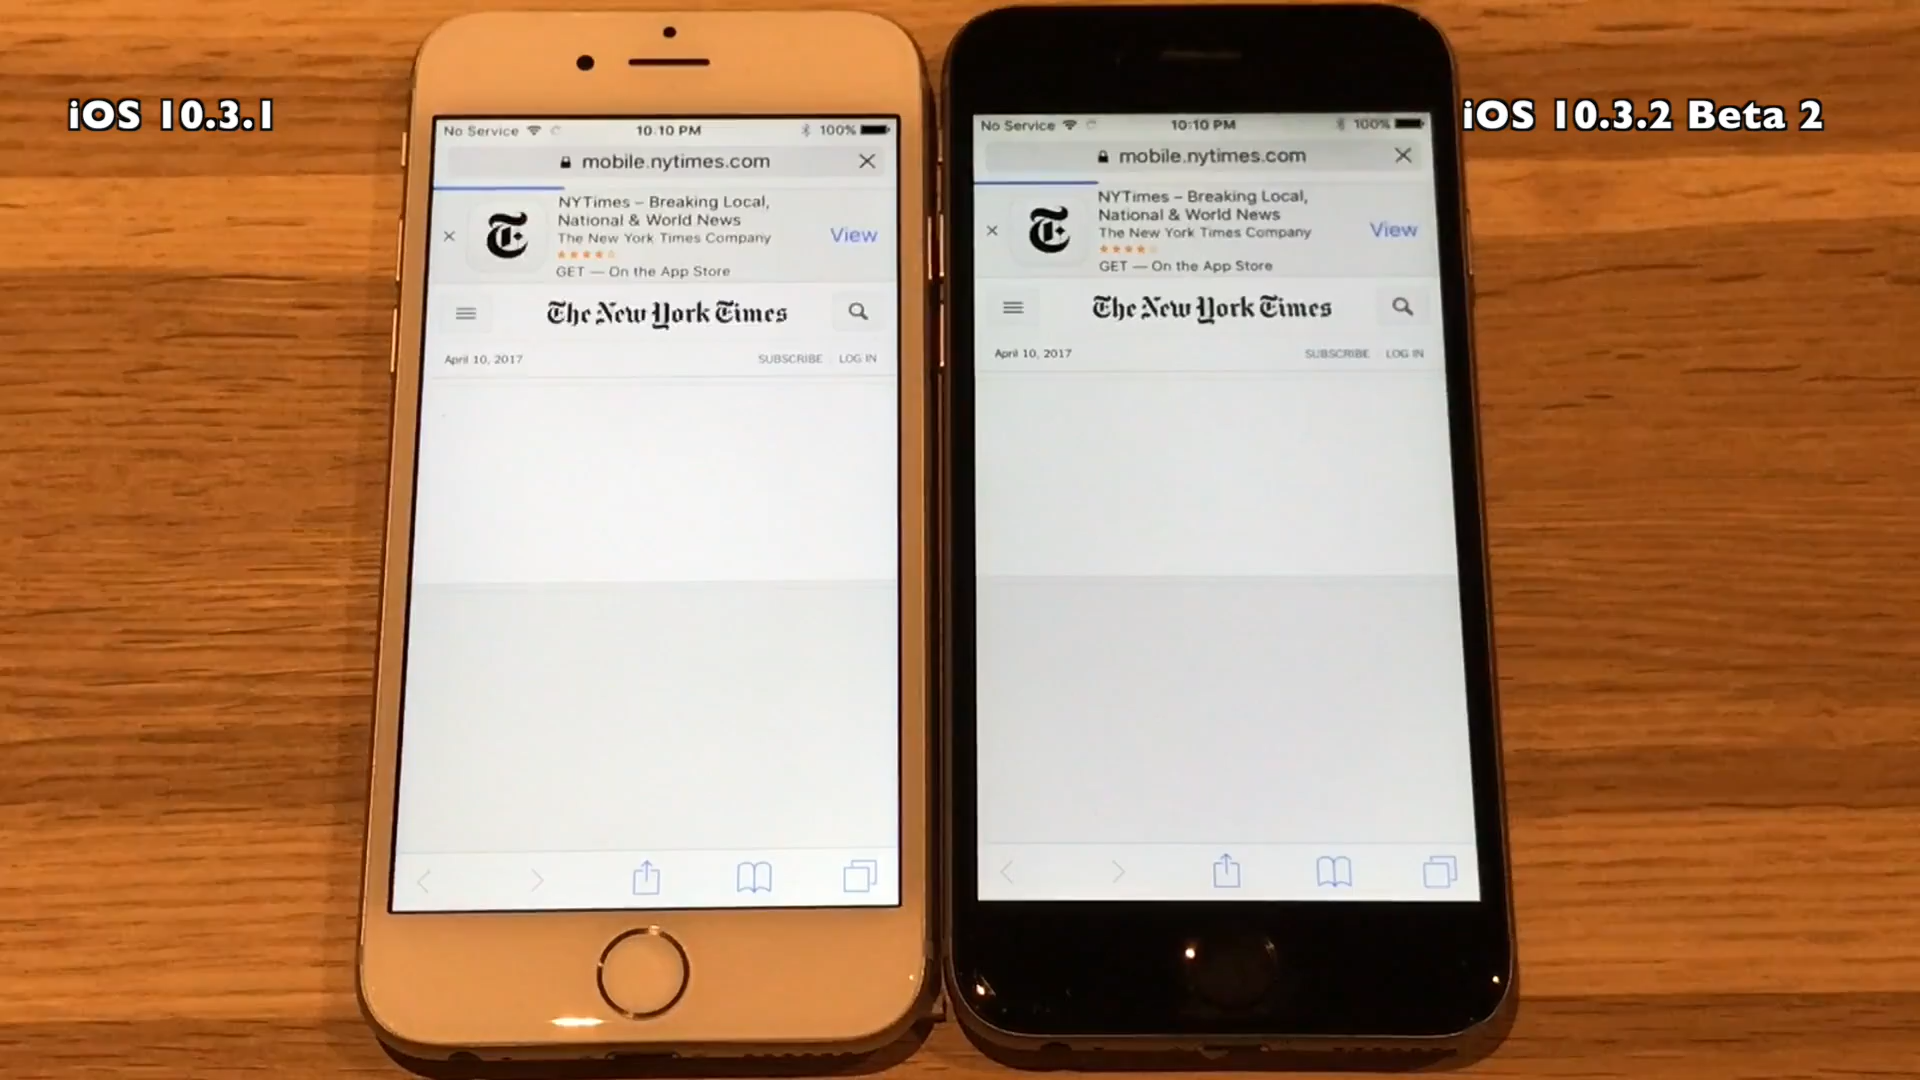 iOS 10.3.1
iOS 10.3.2 Beta 2
No Service 10:10 PM 100%
mobile.nytimes.com
NYTimes – Breaking Local,
National & World News
The New York Times Company
View
GET — On the App Store
The New York Times
April 10, 2017 SUBSCRIBE LOG IN
No Service 10:10 PM 100%
mobile.nytimes.com
NYTimes – Breaking Local,
National & World News
The New York Times Company
View
GET — On the App Store
The New York Times
April 10, 2017 SUBSCRIBE LOG IN